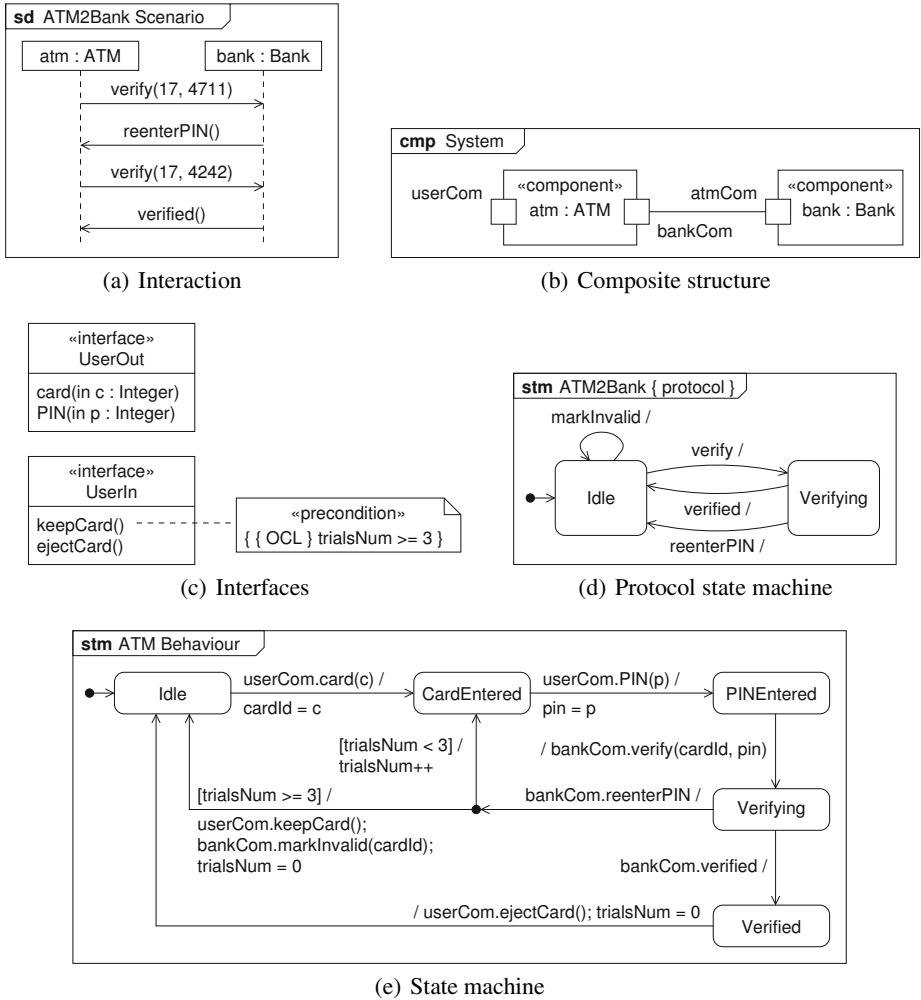 sd ATM2Bank Scenario
atm : ATM
bank : Bank
verify(17, 4711)
reenterPIN()
verify(17, 4242)
verified()
(a) Interaction
cmp System
userCom
«component»
atm : ATM
atmCom
bankCom
«component»
bank : Bank
(b) Composite structure
«interface»
UserOut
card(in c : Integer)
PIN(in p : Integer)
«interface»
UserIn
keepCard()
ejectCard()
«precondition»
{ { OCL } trialsNum >= 3 }
(c) Interfaces
stm ATM2Bank { protocol }
markInvalid /
verify /
Idle
Verifying
verified /
reenterPIN /
(d) Protocol state machine
stm ATM Behaviour
Idle
userCom.card(c) /
cardId = c
CardEntered
userCom.PIN(p) /
pin = p
PINEntered
[trialsNum < 3] /
trialsNum++
/ bankCom.verify(cardId, pin)
[trialsNum >= 3] /
userCom.keepCard();
bankCom.markInvalid(cardId);
trialsNum = 0
bankCom.reenterPIN /
Verifying
bankCom.verified /
/ userCom.ejectCard(); trialsNum = 0
Verified
(e) State machine